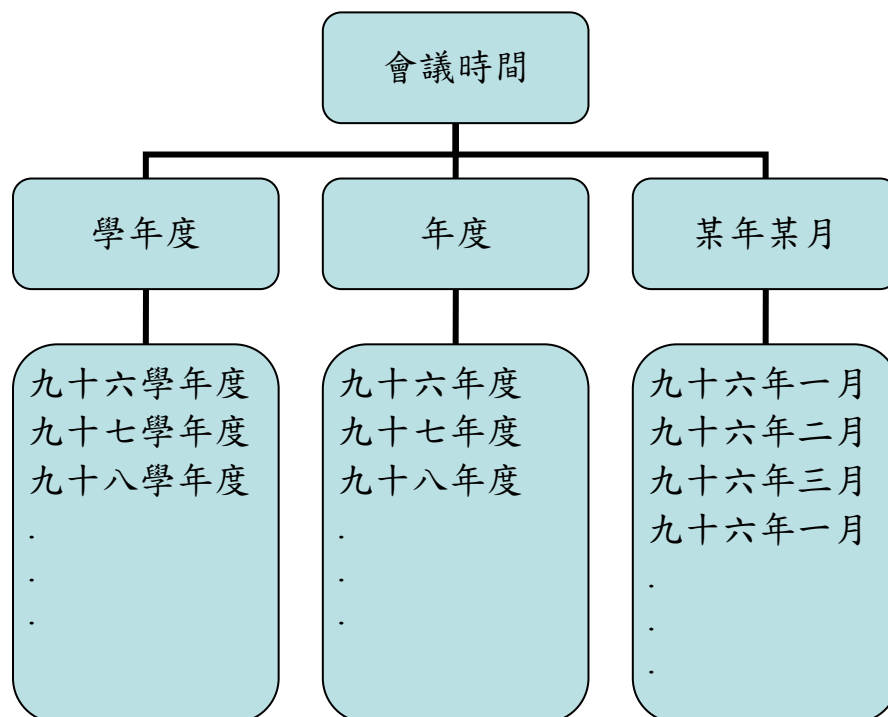 會議時間
學年度
年度
某年某月
九十六學年度
九十七學年度
九十八學年度
.
.
.
九十六年度
九十七年度
九十八年度
.
.
.
九十六年一月
九十六年二月
九十六年三月
九十六年一月
.
.
.